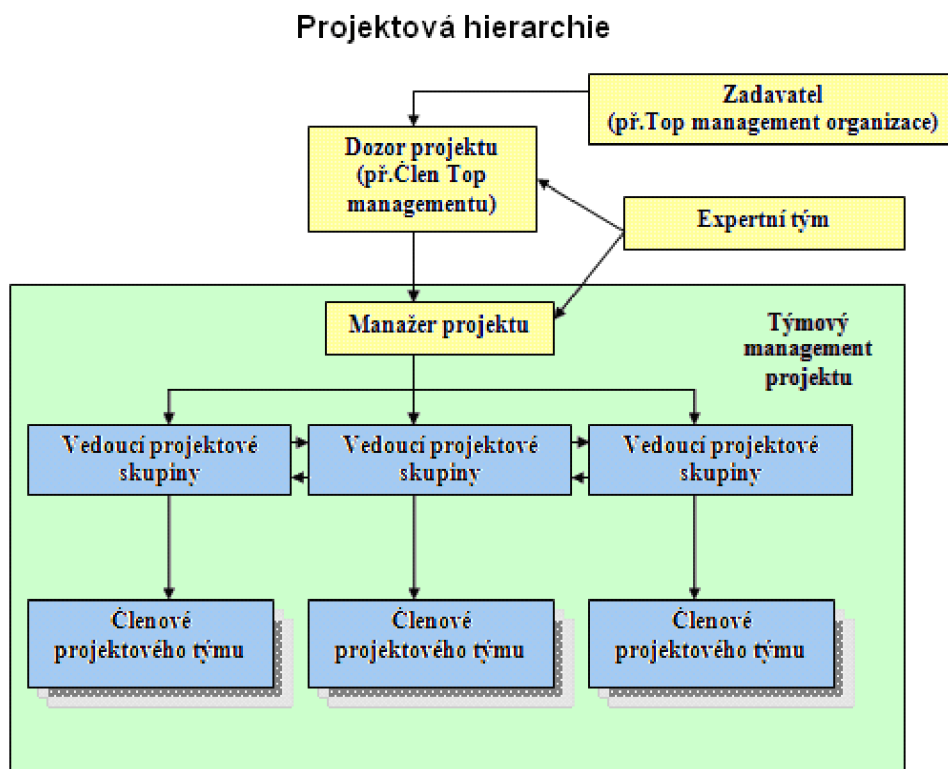 Projektová hierarchie
Zadavatel
(př.Top management organizace)
Dozor projektu
(př.Člen Top
managementu)
Expertní tým
Manažer projektu
Týmový
management
projektu
Vedoucí projektové
skupiny
Vedoucí projektové
skupiny
Vedoucí projektové
skupiny
Členové
projektového týmu
Členové
projektového týmu
Členové
projektového týmu